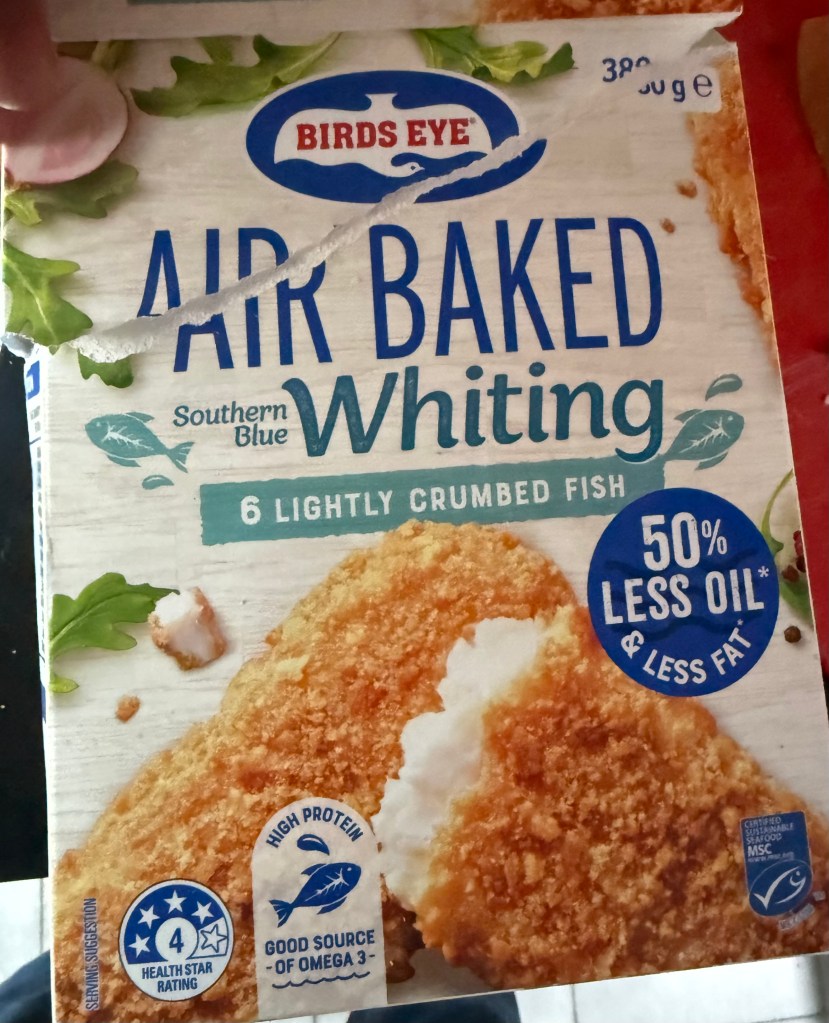 BIRDS EYE®
AIR BAKED
Southern
Blue
Whiting
6 LIGHTLY CRUMBED FISH
50%
LESS OIL*
& LESS FAT*
HIGH PROTEIN
GOOD SOURCE
-OF OMEGA 3-
4
HEALTH STAR
RATING
SERVING SUGGESTION
CERTIFIED
SUSTAINABLE
SEAFOOD
MSC